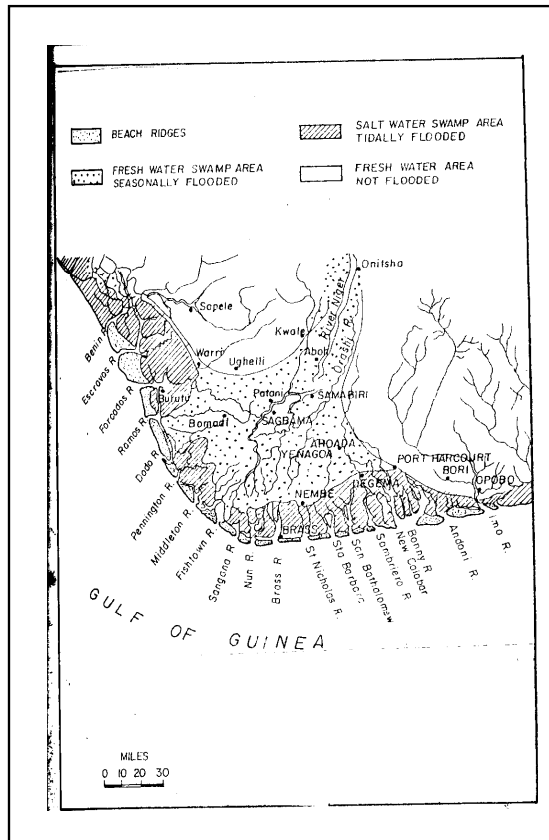 BEACH RIDGES
FRESH WATER SWAMP AREA
SEASONALLY FLOODED
SALT WATER SWAMP AREA
TIDALLY FLOODED
FRESH WATER AREA
NOT FLOODED
Onitsha
River Niger
Orashi R.
Sapele
Kwale
Aboh
Warri
Ughelli
Benin R
Escravos R
Forcados R
Ramos R.
Dodo R.
Pennington R.
Middleton R.
Fishtown R.
Sangana R
Nun R.
Brass R
St Nicholas R.
Sta Barbara
San Batholomew
Sombriero R.
New Calabar
Bonny R.
Andoni R.
Imo R.
Burutu
Bomadi
Patani
SAGBAMA
SAMABIRI
AHOADA
YENAGOA
DEGEMA
NEMBE
BRASS
PORT HARCOURT
BORI
OPOBO
GULF OF GUINEA
MILES
0 10 20 30